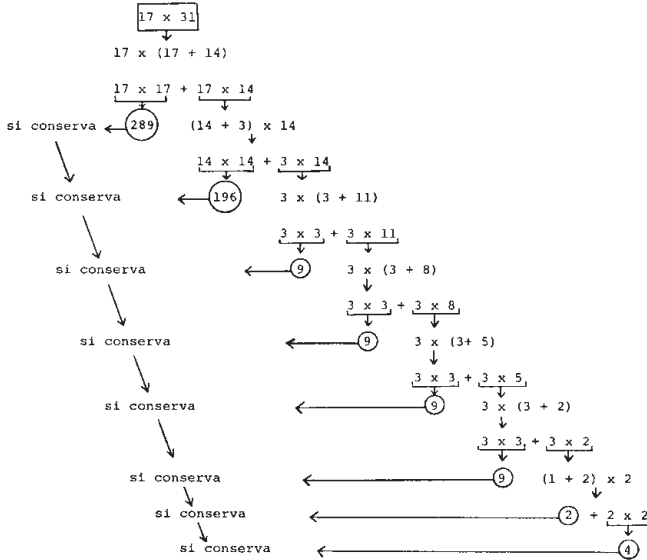 17 x 31
17 x (17 + 14)
17 x 17 + 17 x 14
si conserva 289 (14 + 3) x 14
14 x 14 + 3 x 14
si conserva 196 3 x (3 + 11)
3 x 3 + 3 x 11
si conserva 9 3 x (3 + 8)
3 x 3 + 3 x 8
si conserva 9 3 x (3+ 5)
3 x 3 + 3 x 5
si conserva 9 3 x (3 + 2)
3 x 3 + 3 x 2
si conserva 9 (1 + 2) x 2
si conserva 2 + 2 x 2
si conserva 4